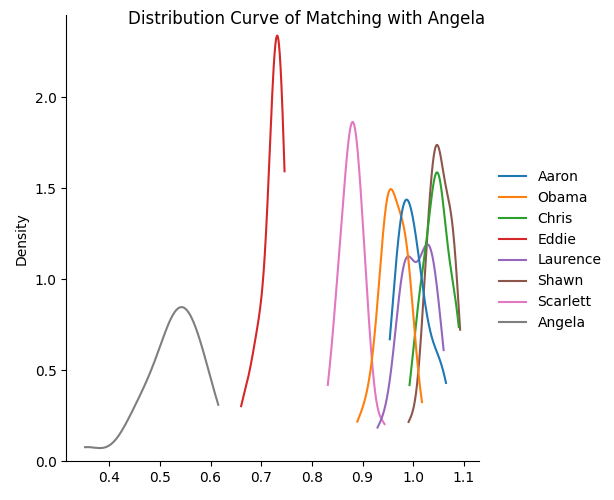 Distribution Curve of Matching with Angela
Density
2.0
1.5
1.0
0.5
0.0
0.4 0.5 0.6 0.7 0.8 0.9 1.0 1.1
Aaron
Obama
Chris
Eddie
Laurence
Shawn
Scarlett
Angela